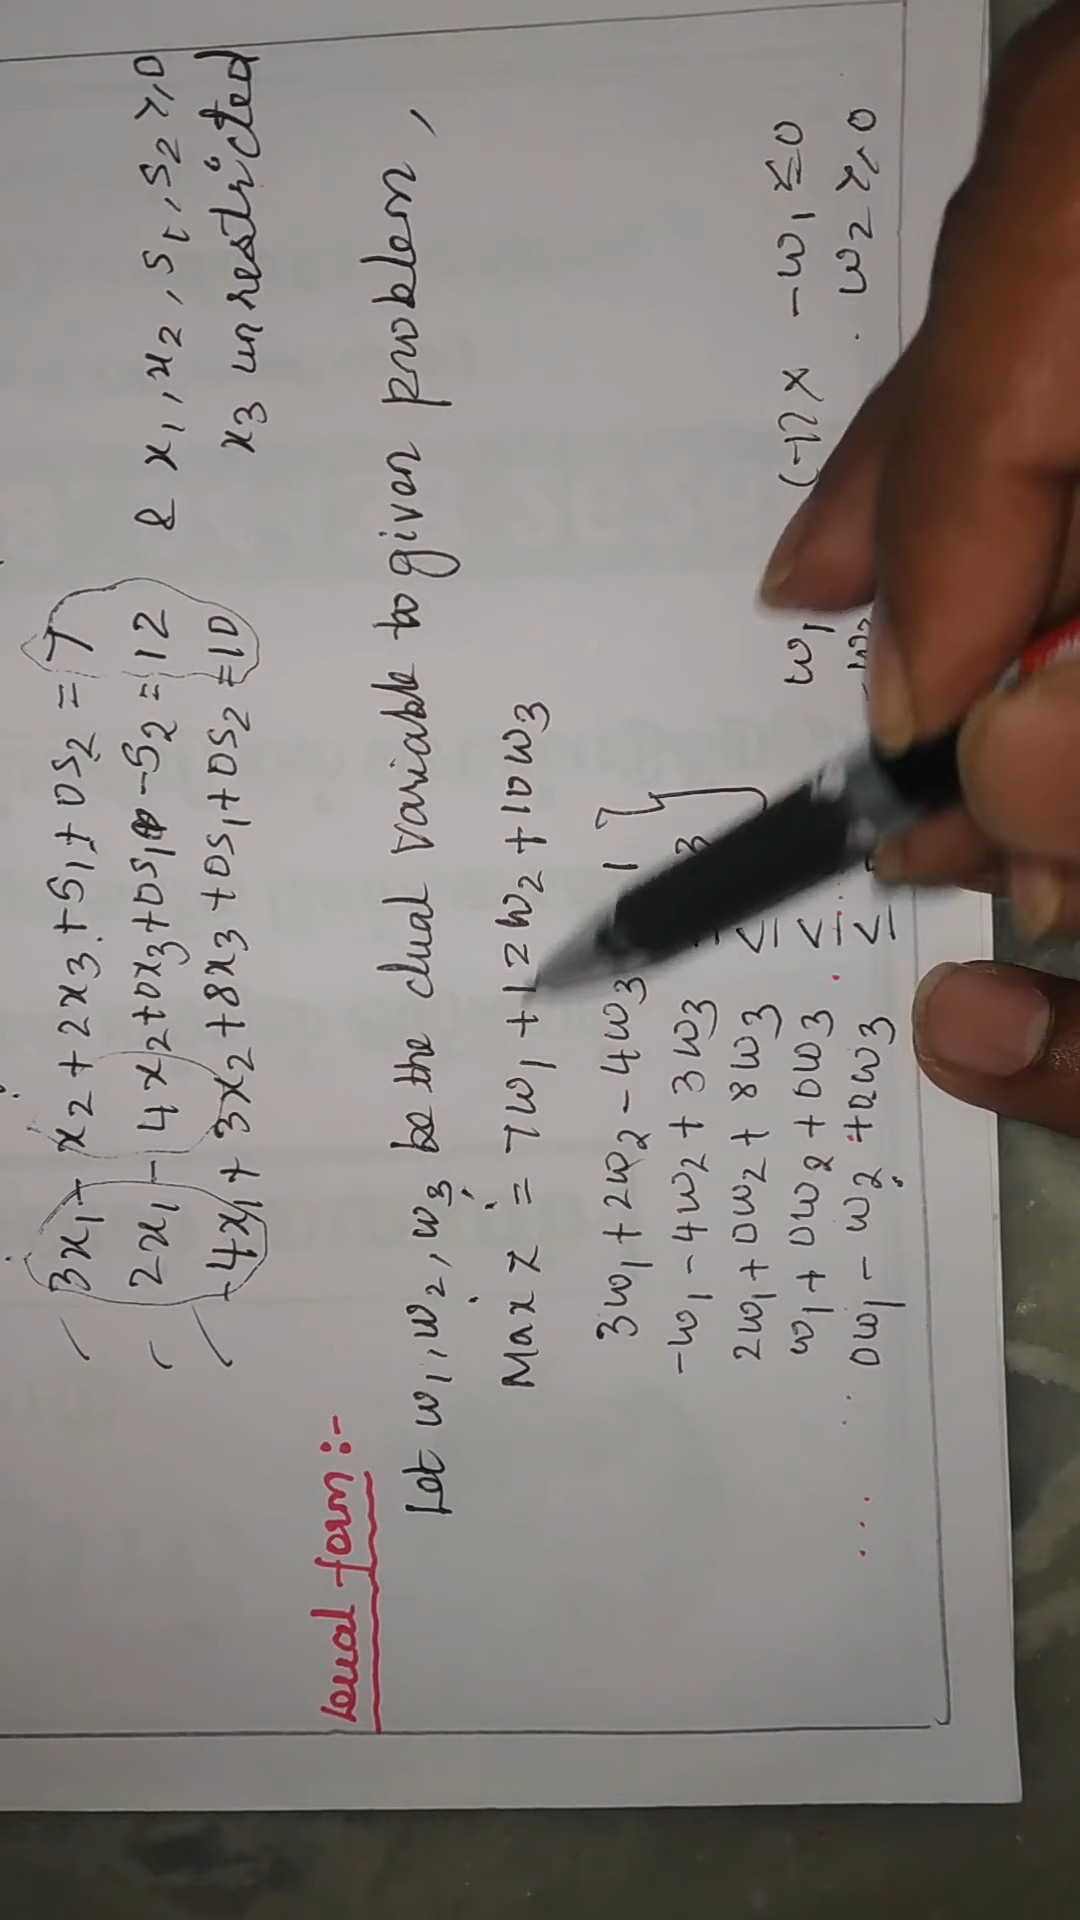 3x1 + x2 + 2x3 + S1 + 0S2 = 7
2x1 - 4x2 + 0x3 + 0S1 - S2 = 12 & x1, x2, S1, S2 ≥ 0
-4x1 + 3x2 + 8x3 + 0S1 + 0S2 = 10 x3 unrestricted
Dual form :-
Let w1, w2, w3 be the dual variable to given problem,
Max z = 7w1 + 12w2 + 10w3
3w1 + 2w2 - 4w3 1
-w1 - 4w2 + 3w3 3
2w1 + 0w2 + 8w3 ≤
w1 + 0w2 + 0w3 ≤ w1 -w1 ≤ 0
0w1 - w2 + 0w3 ≤ w2 ≥ 0